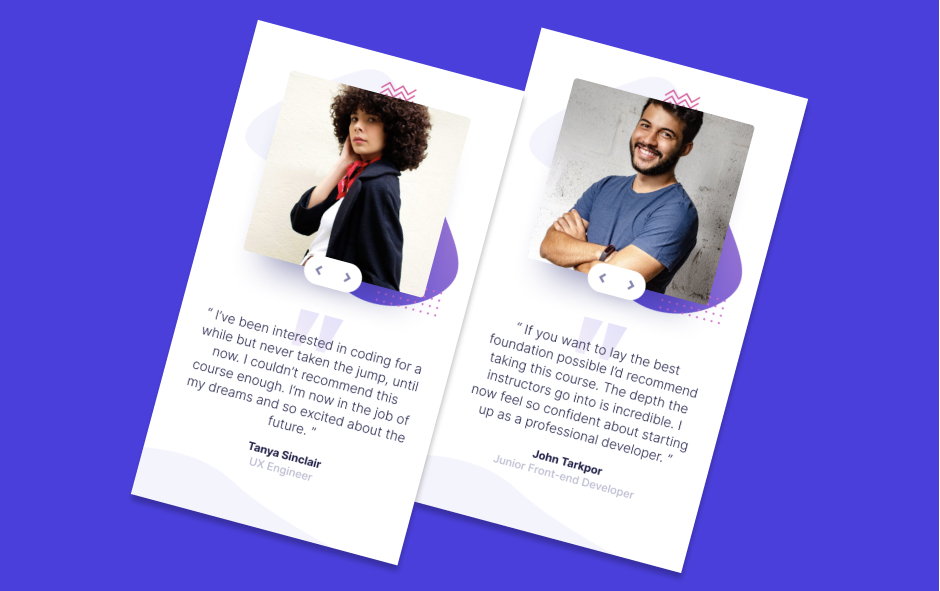 “ I’ve been interested in coding for a
while but never taken the jump, until
now. I couldn’t recommend this
course enough. I’m now in the job of
my dreams and so excited about the
future. ”
Tanya Sinclair
UX Engineer
“ If you want to lay the best
foundation possible I’d recommend
taking this course. The depth the
instructors go into is incredible. I
now feel so confident about starting
up as a professional developer. ”
John Tarkpor
Junior Front-end Developer